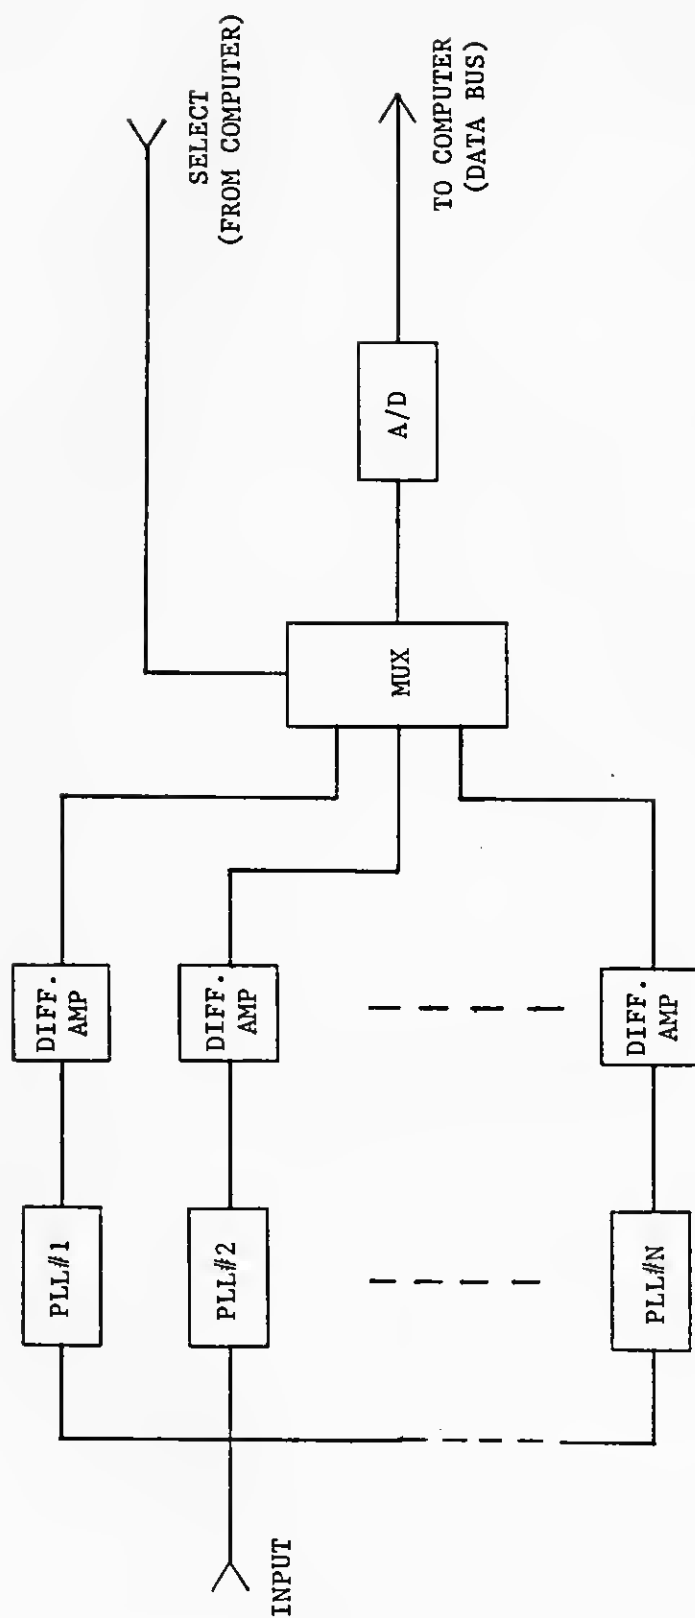 INPUT
PLL#1
PLL#2
PLL#N
DIFF.
AMP
DIFF.
AMP
DIFF.
AMP
MUX
A/D
SELECT
(FROM COMPUTER)
TO COMPUTER
(DATA BUS)